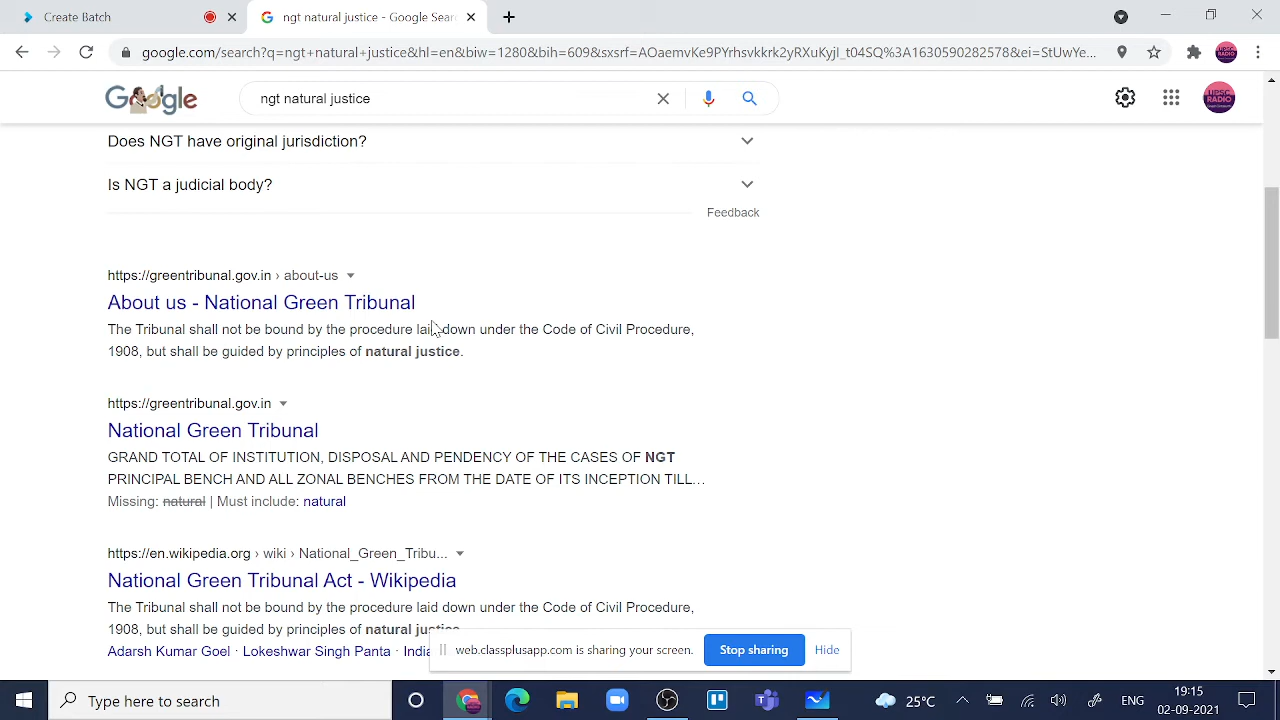 Create Batch
ngt natural justice - Google Sear
google.com/search?q=ngt+natural+justice&hl=en&biw=1280&bih=609&sxsrf=AOaemvKe9PYrhsvkkrk2yRXuKyjI_t04SQ%3A1630590282578&ei=StUwYe...
Google
ngt natural justice
UPSC RADIO
Does NGT have original jurisdiction?
Is NGT a judicial body?
Feedback
https://greentribunal.gov.in › about-us
About us - National Green Tribunal
The Tribunal shall not be bound by the procedure laid down under the Code of Civil Procedure,
1908, but shall be guided by principles of natural justice.
https://greentribunal.gov.in
National Green Tribunal
GRAND TOTAL OF INSTITUTION, DISPOSAL AND PENDENCY OF THE CASES OF NGT
PRINCIPAL BENCH AND ALL ZONAL BENCHES FROM THE DATE OF ITS INCEPTION TILL...
Missing: natural | Must include: natural
https://en.wikipedia.org › wiki › National_Green_Tribu...
National Green Tribunal Act - Wikipedia
The Tribunal shall not be bound by the procedure laid down under the Code of Civil Procedure,
1908, but shall be guided by principles of natural justice.
Adarsh Kumar Goel · Lokeshwar Singh Panta · India
web.classplusapp.com is sharing your screen.
Stop sharing
Hide
Type here to search
25°C
ENG
19:15
02-09-2021